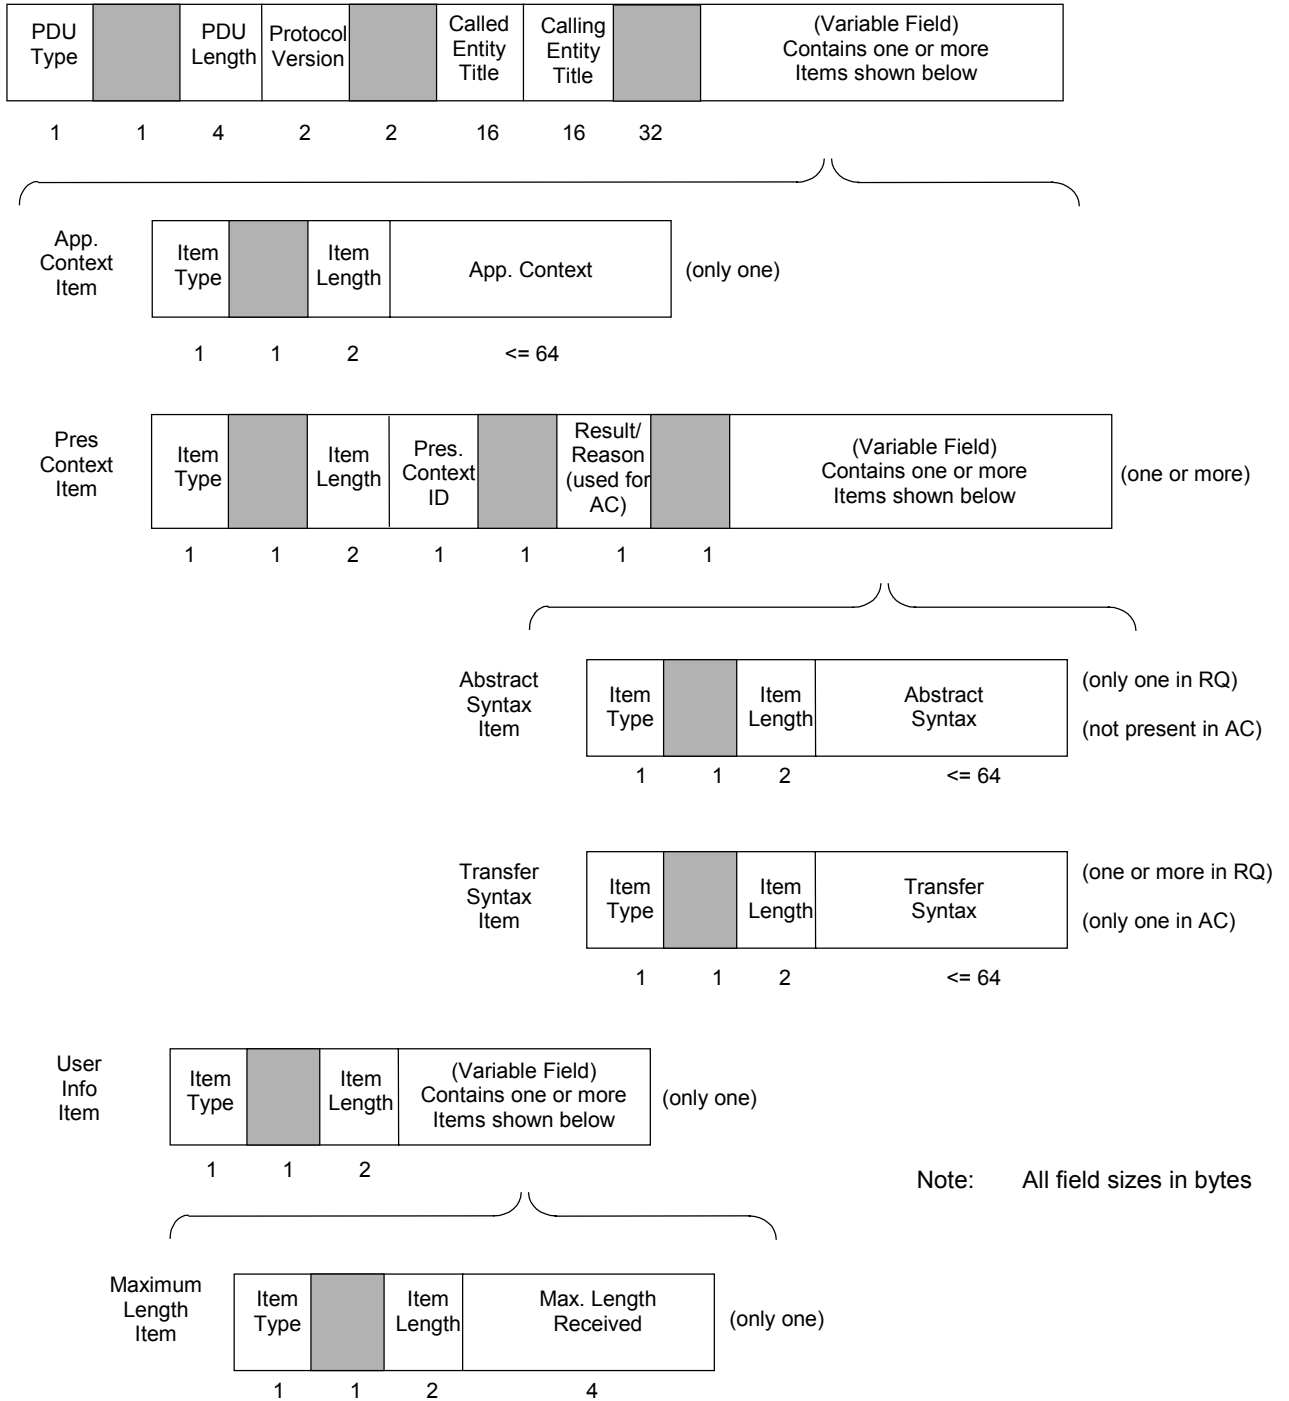 PDU
Type
PDU
Length
Protocol
Version
Called
Entity
Title
Calling
Entity
Title
(Variable Field)
Contains one or more
Items shown below
1 1 4 2 2 16 16 32
App.
Context
Item
Item
Type
Item
Length
App. Context
(only one)
1 1 2 <= 64
Pres
Context
Item
Item
Type
Item
Length
Pres.
Context
ID
Result/
Reason
(used for
AC)
(Variable Field)
Contains one or more
Items shown below
(one or more)
1 1 2 1 1 1 1
Abstract
Syntax
Item
Item
Type
Item
Length
Abstract
Syntax
(only one in RQ)
(not present in AC)
1 1 2 <= 64
Transfer
Syntax
Item
Item
Type
Item
Length
Transfer
Syntax
(one or more in RQ)
(only one in AC)
1 1 2 <= 64
User
Info
Item
Item
Type
Item
Length
(Variable Field)
Contains one or more
Items shown below
(only one)
1 1 2
Note: All field sizes in bytes
Maximum
Length
Item
Item
Type
Item
Length
Max. Length
Received
(only one)
1 1 2 4